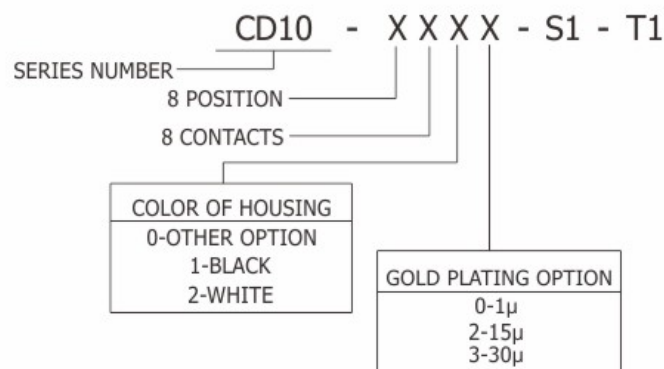 CD10 - X X X X - S1 - T1
SERIES NUMBER
8 POSITION
8 CONTACTS
COLOR OF HOUSING
0-OTHER OPTION
1-BLACK
2-WHITE
GOLD PLATING OPTION
0-1µ
2-15µ
3-30µ